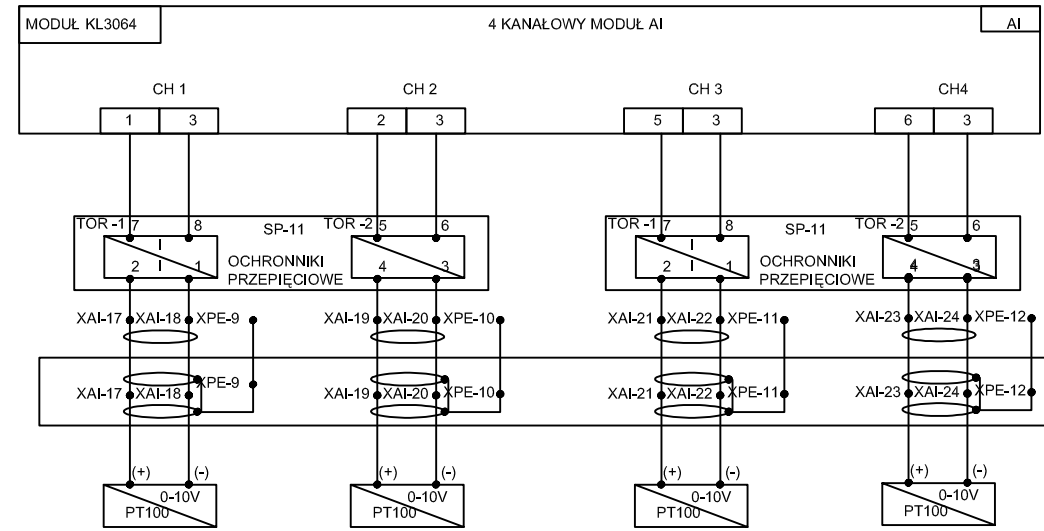 MODUŁ KL3064 4 KANAŁOWY MODUŁ AI AI
CH 1 CH 2 CH 3 CH4
1 3 2 3 5 3 6 3
TOR -1 7 8 SP-11 TOR -2 5 6 TOR -1 7 8 SP-11 TOR -2 5 6
2 1 OCHRONNIKI 4 3 2 1 OCHRONNIKI 4 3
PRZEPIĘCIOWE PRZEPIĘCIOWE
XAI-17 XAI-18 XPE-9 XAI-19 XAI-20 XPE-10 XAI-21 XAI-22 XPE-11 XAI-23 XAI-24 XPE-12
XAI-17 XAI-18 XPE-9 XAI-19 XAI-20 XPE-10 XAI-21 XAI-22 XPE-11 XAI-23 XAI-24 XPE-12
(+) (-) (+) (-) (+) (-) (+) (-)
0-10V 0-10V 0-10V 0-10V
PT100 PT100 PT100 PT100